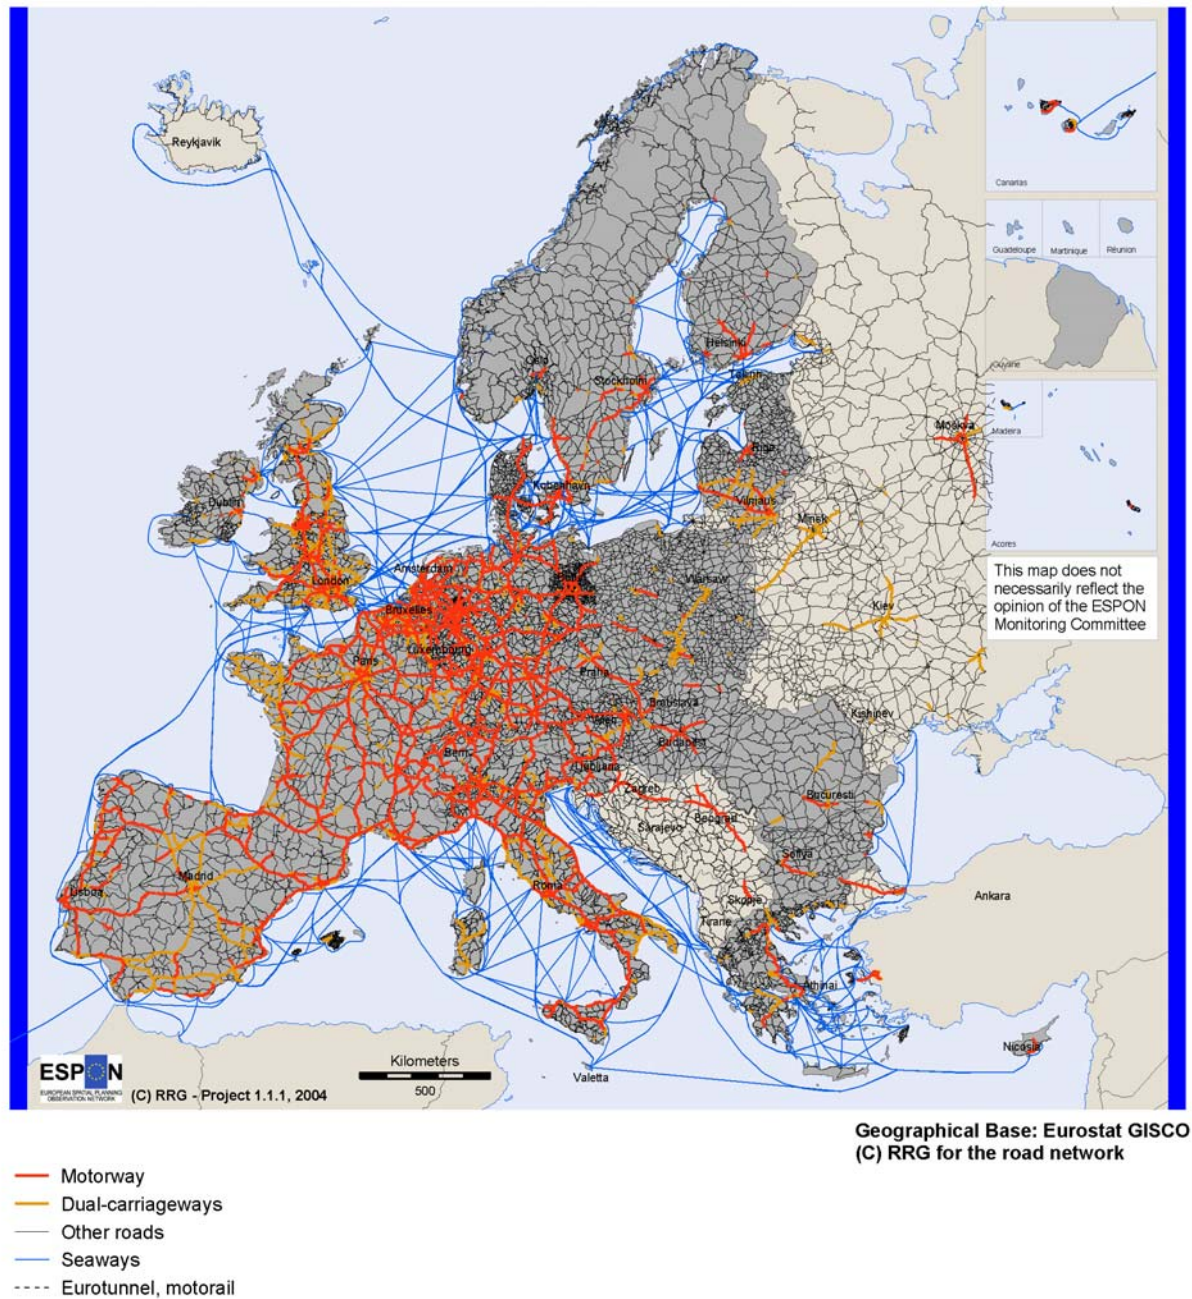 Reykjavik
Canarias
Guadeloupe
Martinique
Réunion
Guyane
Oslo
Helsinki
Stockholm
Tallinn
Moskva
Madeira
Riga
Dublin
Kobenhavn
Vilnius
Minsk
Acores
This map does not
necessarily reflect the
opinion of the ESPON
Monitoring Committee
Amsterdam
London
Warsaw
Bruxelles
Kiev
Luxembourg
Paris
Praha
Bratislava
Wien
Kishinev
Budapest
Bern
Ljubljana
Zagreb
Bucuresti
Beograd
Sarajevo
Sofiya
Madrid
Lisboa
Roma
Ankara
Skopje
Tirane
Athinai
Nicosia
Valetta
Kilometers
500
ESPON
EUROPEAN SPATIAL PLANNING
OBSERVATION NETWORK
(C) RRG - Project 1.1.1, 2004
Geographical Base: Eurostat GISCO
(C) RRG for the road network
Motorway
Dual-carriageways
Other roads
Seaways
Eurotunnel, motorail